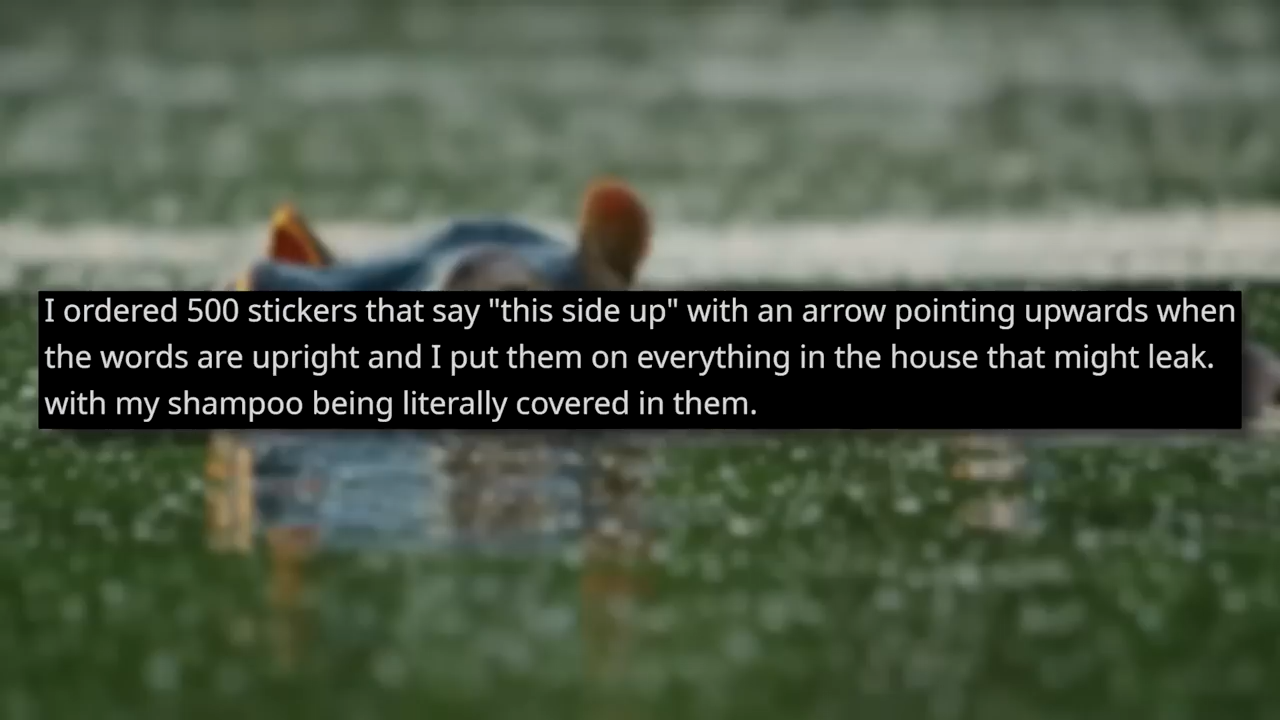 I ordered 500 stickers that say "this side up" with an arrow pointing upwards when
the words are upright and I put them on everything in the house that might leak.
with my shampoo being literally covered in them.